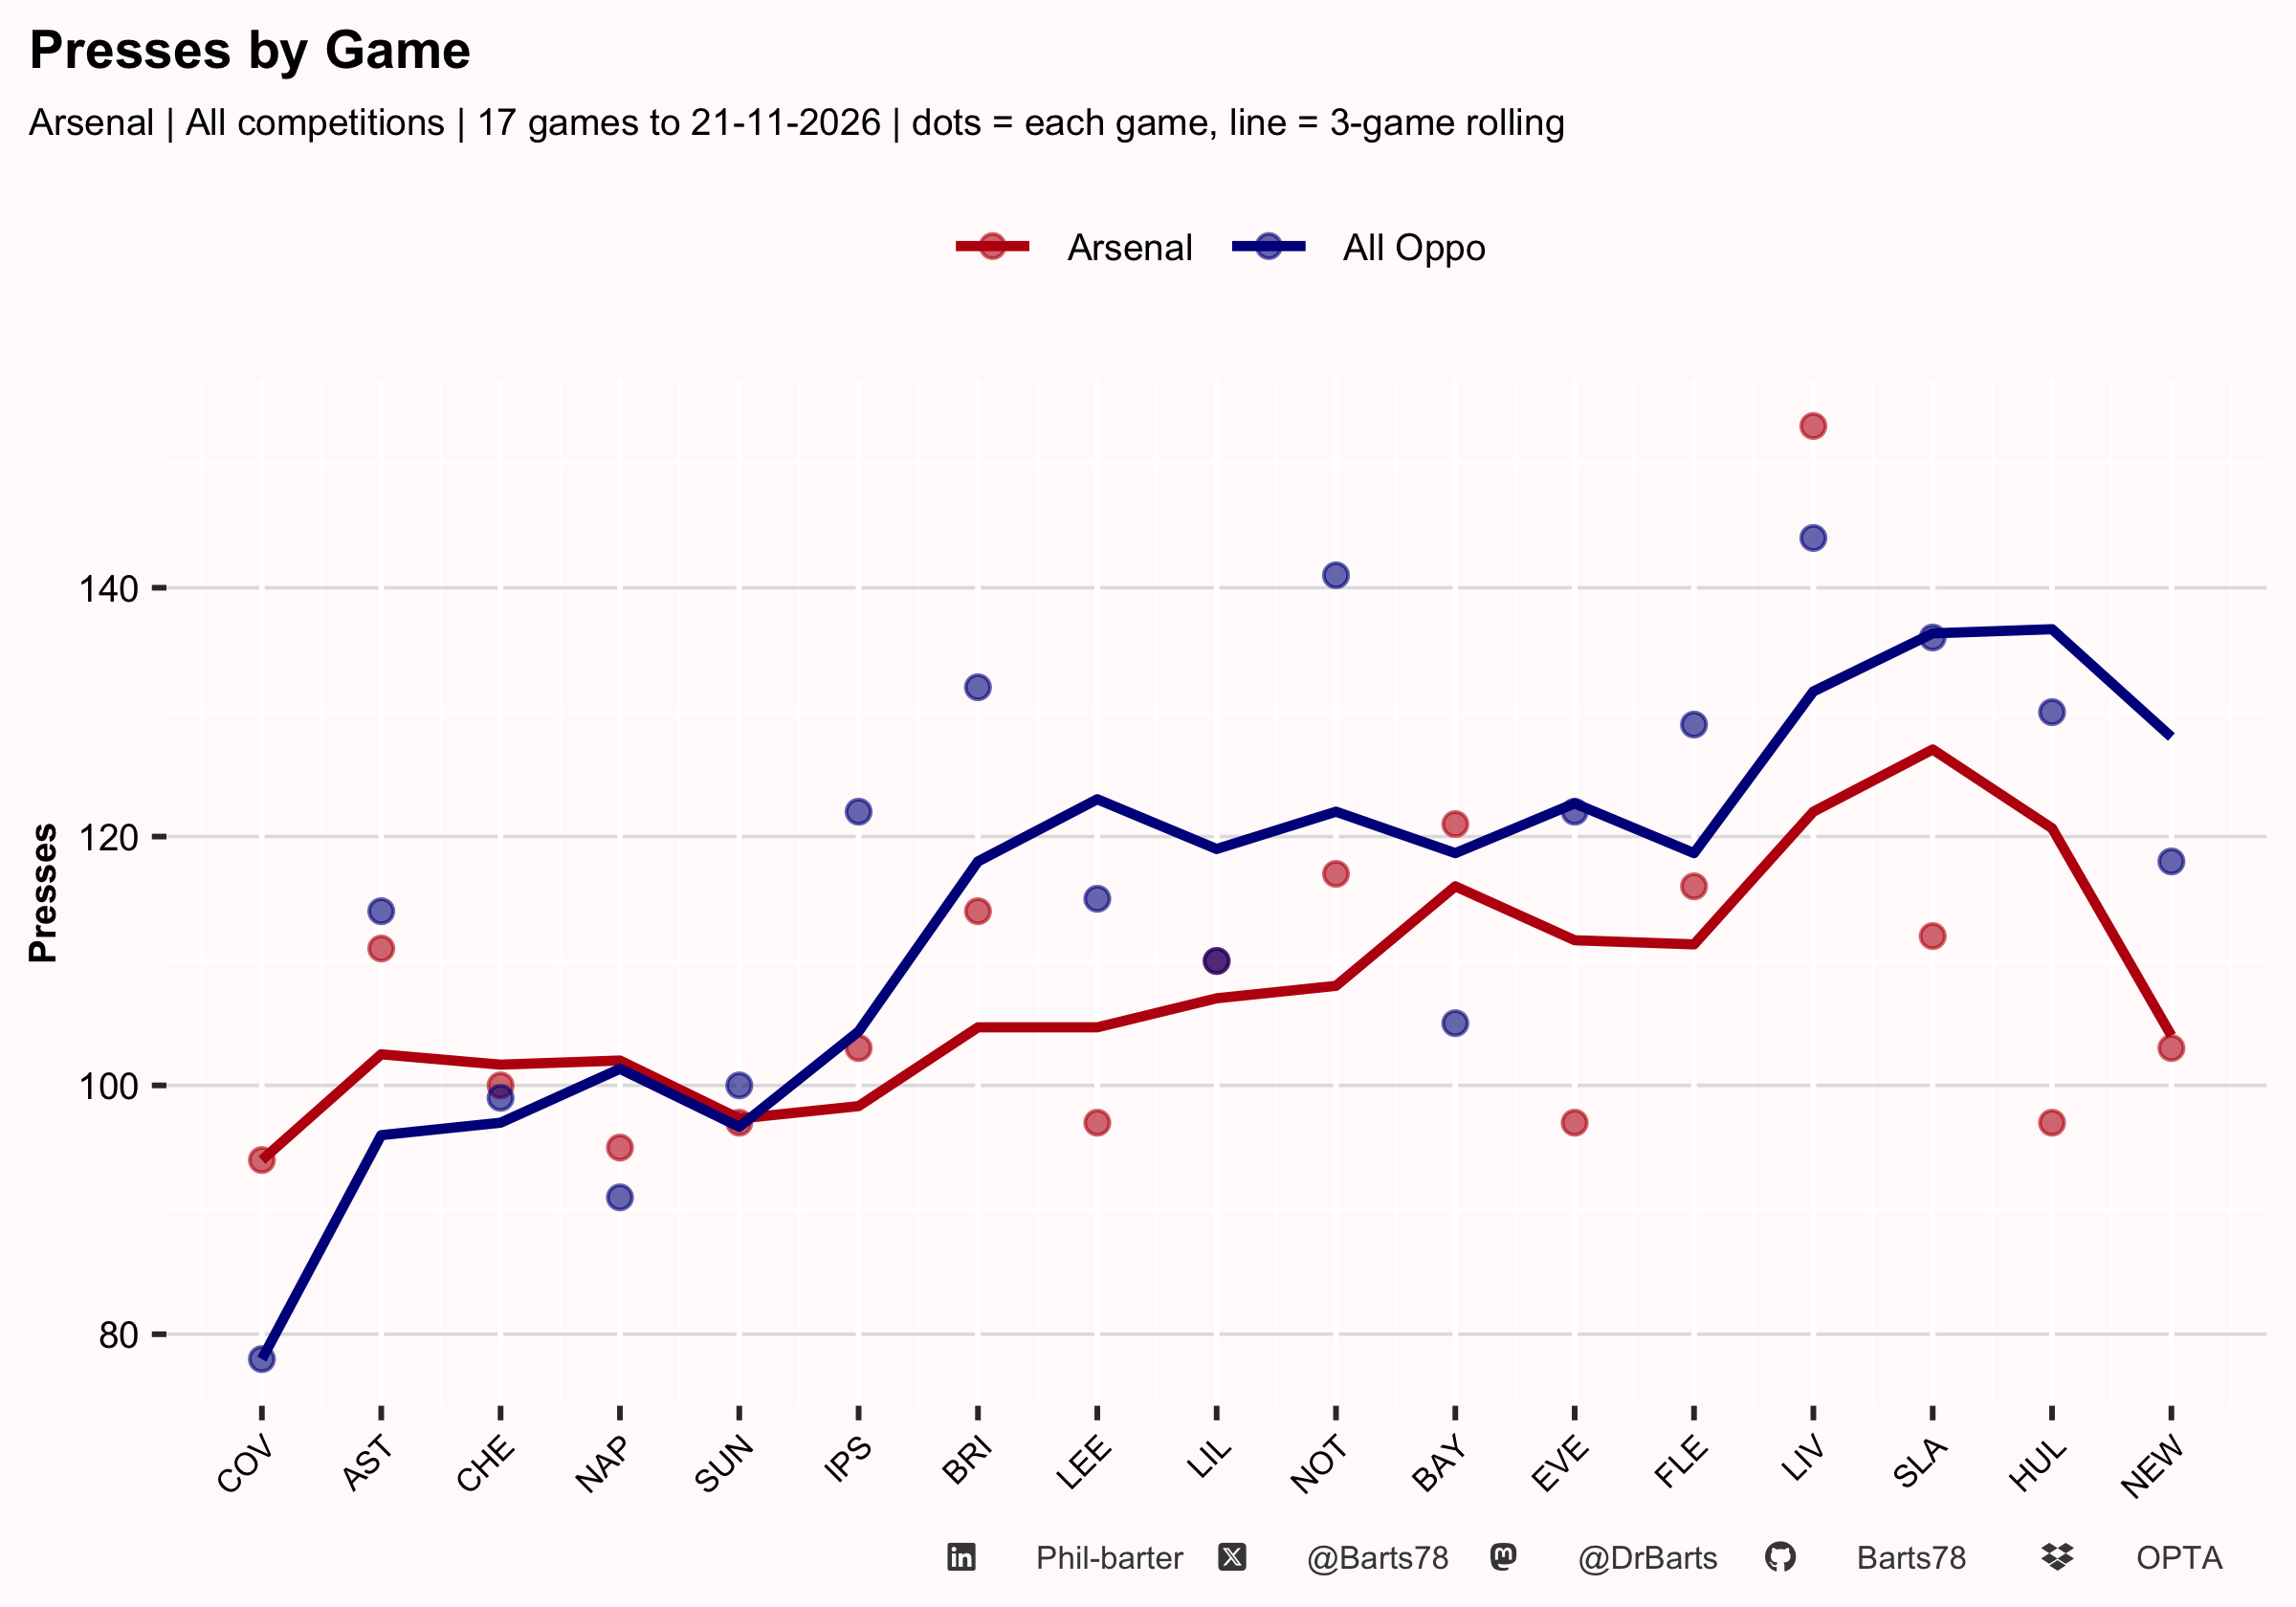 Presses by Game
Arsenal | All competitions | 17 games to 21-11-2026 | dots = each game, line = 3-game rolling
Arsenal All Oppo
Presses
140
120
100
80
COV AST CHE NAP SUN IPS BRI LEE LIL NOT BAY EVE FLE LIV SLA HUL NEW
Phil-barter @Barts78 @DrBarts Barts78 OPTA